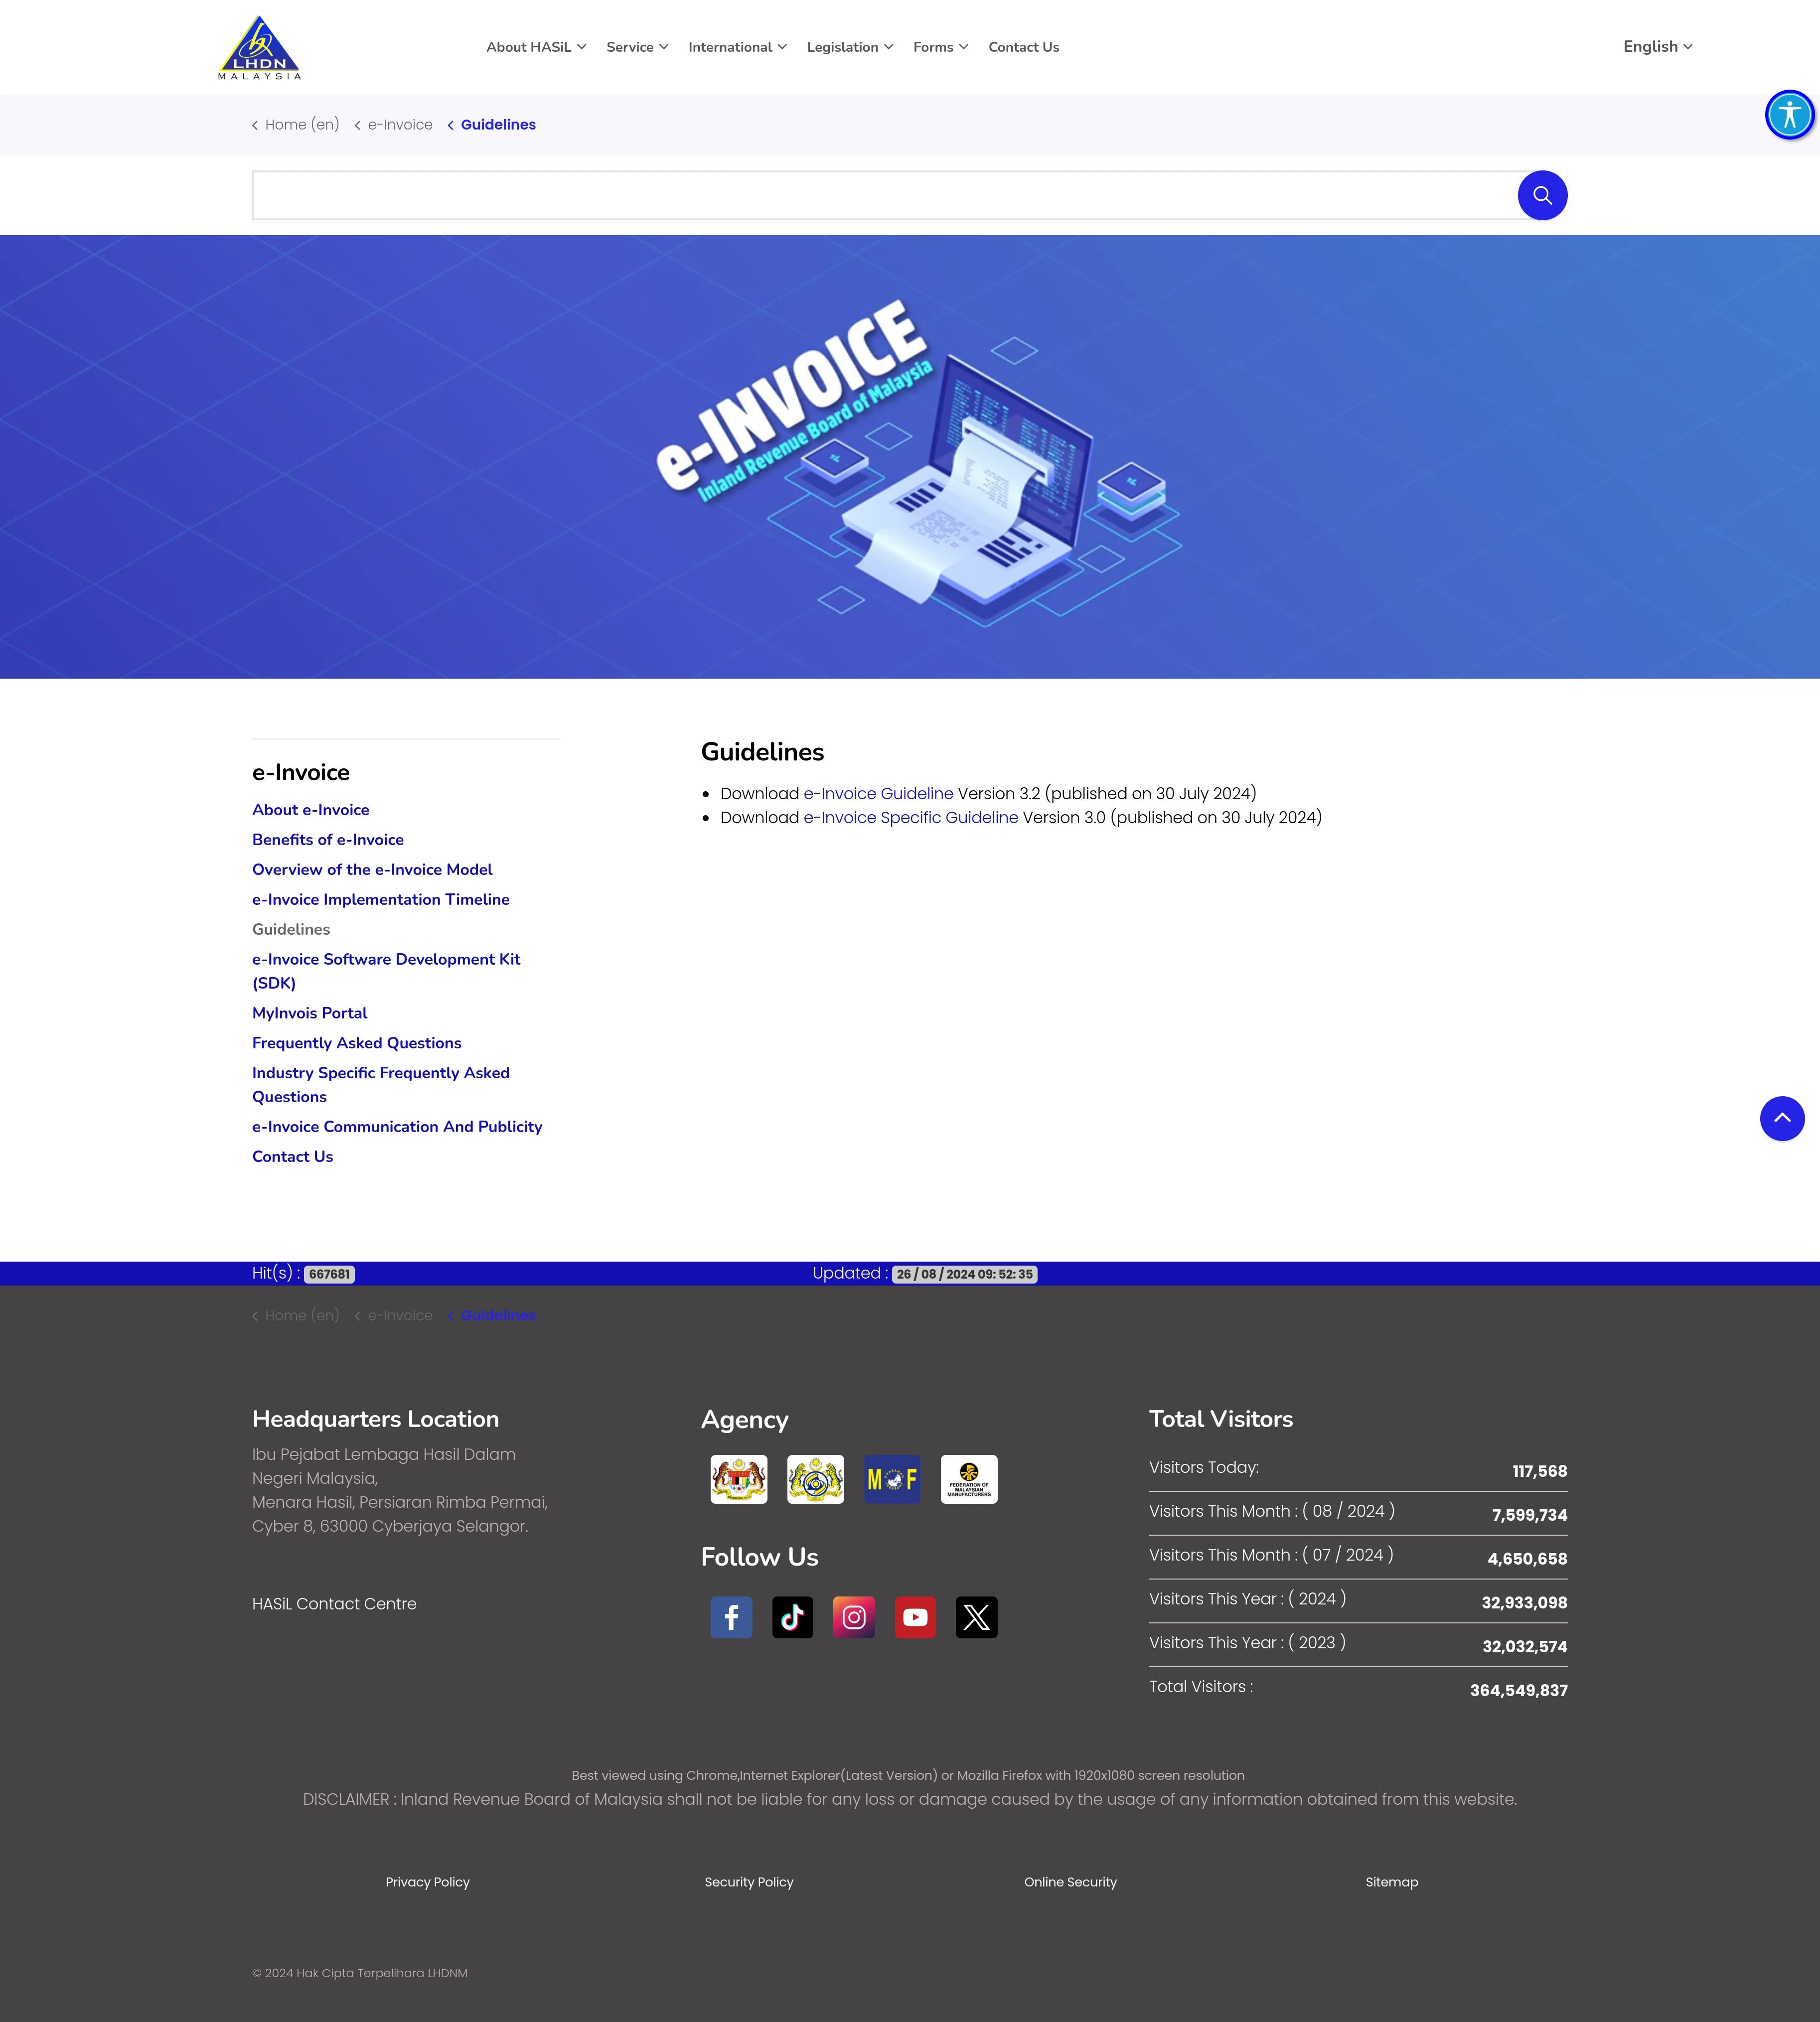 LHDN
MALAYSIA
About HASiL
Service
International
Legislation
Forms
Contact Us
English
Home (en)
e-Invoice
Guidelines
e-INVOICE
Inland Revenue Board of Malaysia
e-Invoice
About e-Invoice
Benefits of e-Invoice
Overview of the e-Invoice Model
e-Invoice Implementation Timeline
Guidelines
e-Invoice Software Development Kit
(SDK)
MyInvois Portal
Frequently Asked Questions
Industry Specific Frequently Asked
Questions
e-Invoice Communication And Publicity
Contact Us
Guidelines
Download e-Invoice Guideline Version 3.2 (published on 30 July 2024)
Download e-Invoice Specific Guideline Version 3.0 (published on 30 July 2024)
Hit(s) : 667681
Updated : 26 / 08 / 2024 09: 52: 35
Home (en)
e-Invoice
Guidelines
Headquarters Location
Ibu Pejabat Lembaga Hasil Dalam
Negeri Malaysia,
Menara Hasil, Persiaran Rimba Permai,
Cyber 8, 63000 Cyberjaya Selangor.
HASiL Contact Centre
Agency
M F
FEDERATION OF
MALAYSIAN
MANUFACTURERS
Follow Us
Total Visitors
Visitors Today: 117,568
Visitors This Month : ( 08 / 2024 ) 7,599,734
Visitors This Month : ( 07 / 2024 ) 4,650,658
Visitors This Year : ( 2024 ) 32,933,098
Visitors This Year : ( 2023 ) 32,032,574
Total Visitors : 364,549,837
Best viewed using Chrome,Internet Explorer(Latest Version) or Mozilla Firefox with 1920x1080 screen resolution
DISCLAIMER : Inland Revenue Board of Malaysia shall not be liable for any loss or damage caused by the usage of any information obtained from this website.
Privacy Policy
Security Policy
Online Security
Sitemap
© 2024 Hak Cipta Terpelihara LHDNM